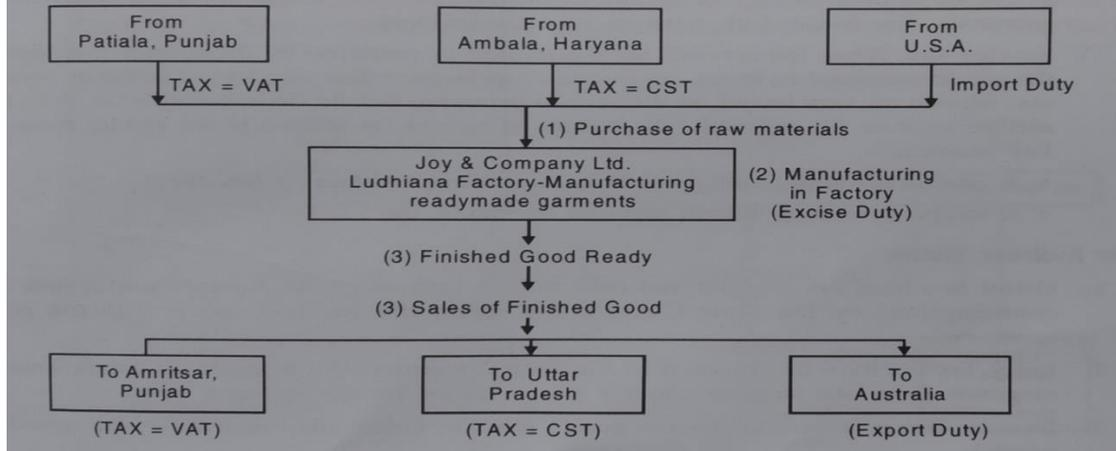 From
Patiala, Punjab
From
Ambala, Haryana
From
U.S.A.
TAX = VAT
TAX = CST
Import Duty
(1) Purchase of raw materials
Joy & Company Ltd.
Ludhiana Factory-Manufacturing
readymade garments
(2) Manufacturing
in Factory
(Excise Duty)
(3) Finished Good Ready
(3) Sales of Finished Good
To Amritsar,
Punjab
To Uttar
Pradesh
To
Australia
(TAX = VAT)
(TAX = CST)
(Export Duty)